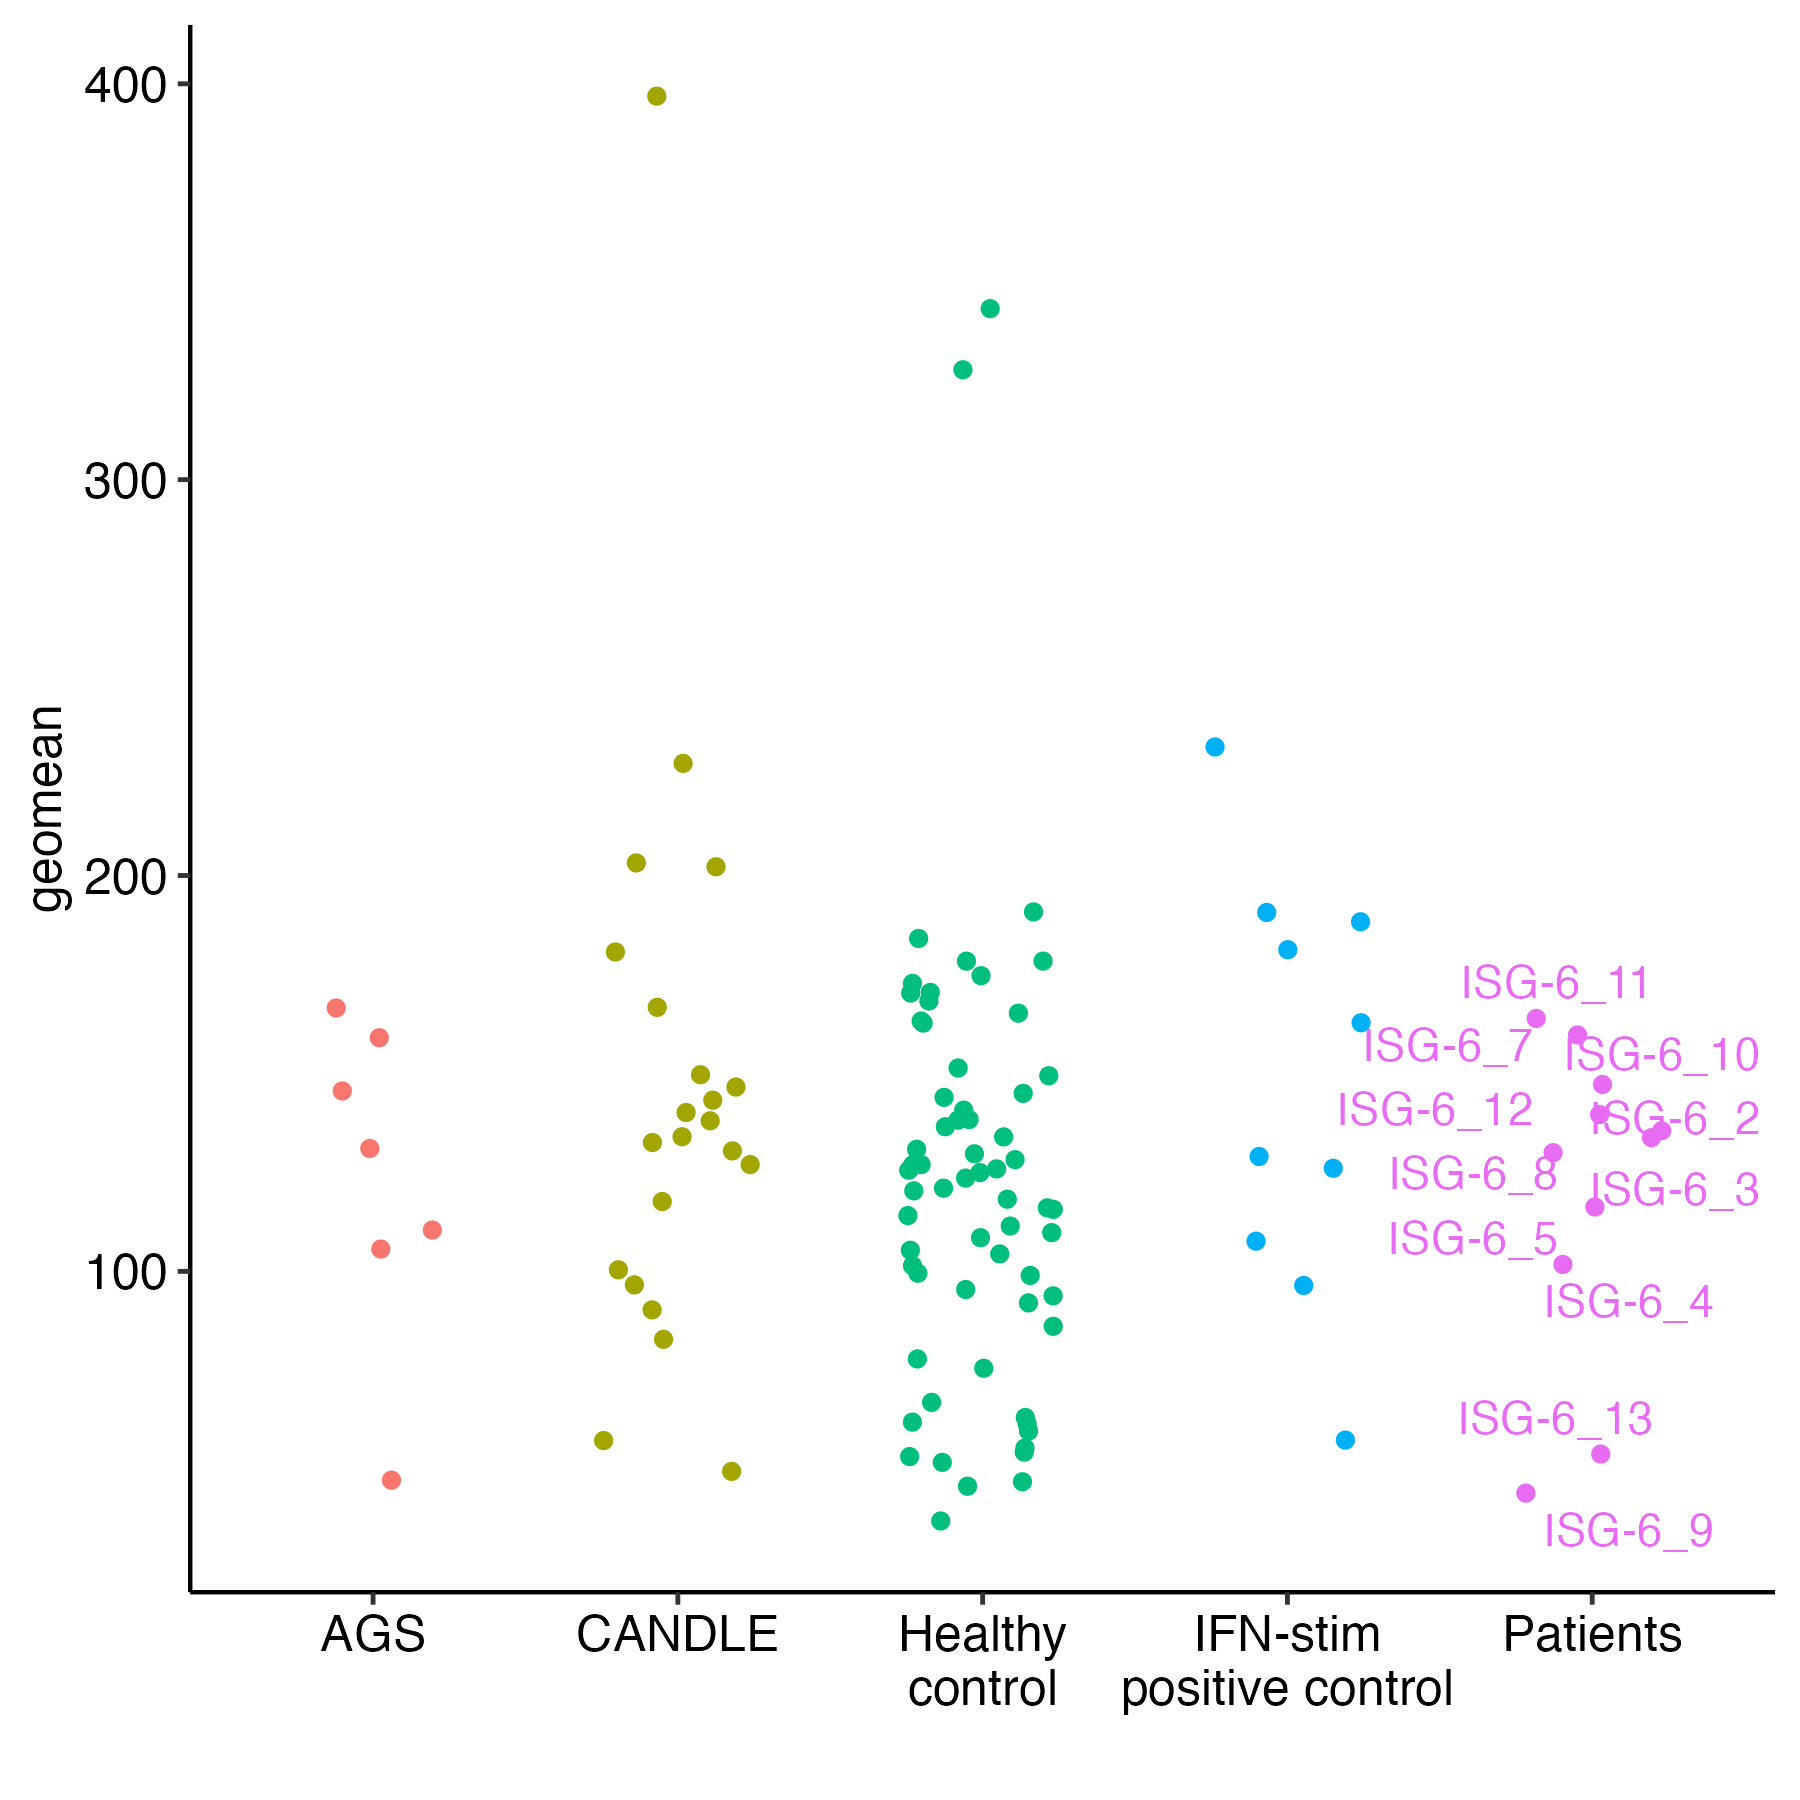 geomean
400
300
200
100
ISG-6_11
ISG-6_7
ISG-6_10
ISG-6_12
ISG-6_2
ISG-6_8
ISG-6_3
ISG-6_5
ISG-6_4
ISG-6_13
ISG-6_9
AGS
CANDLE
Healthy
control
IFN-stim
positive control
Patients